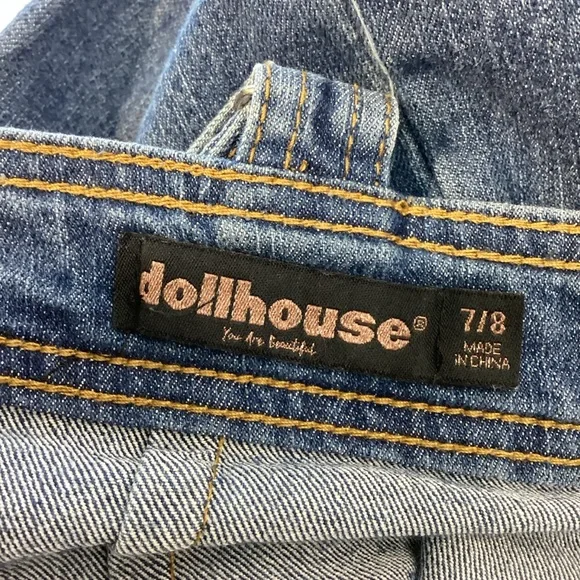 dollhouse®
You Are Beautiful
7/8
MADE
IN CHINA